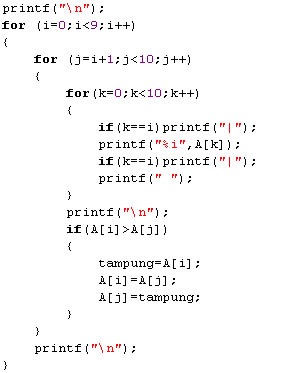 printf("\n");
for (i=0;i<9;i++)
{
    for (j=i+1;j<10;j++)
    {
        for(k=0;k<10;k++)
        {
            if(k==i)printf("|");
            printf("%i",A[k]);
            if(k==i)printf("|");
            printf(" ");
        }
        printf("\n");
        if(A[i]>A[j])
        {
            tampung=A[i];
            A[i]=A[j];
            A[j]=tampung;
        }
    }
    printf("\n");
}